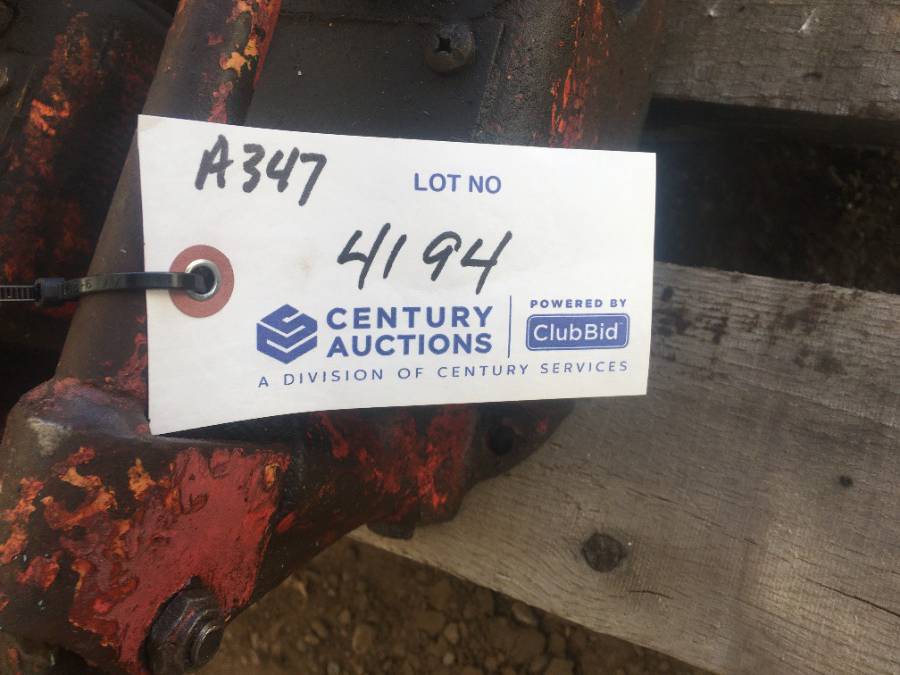 A347
LOT NO
4194
CENTURY
AUCTIONS
POWERED BY
ClubBid
A DIVISION OF CENTURY SERVICES